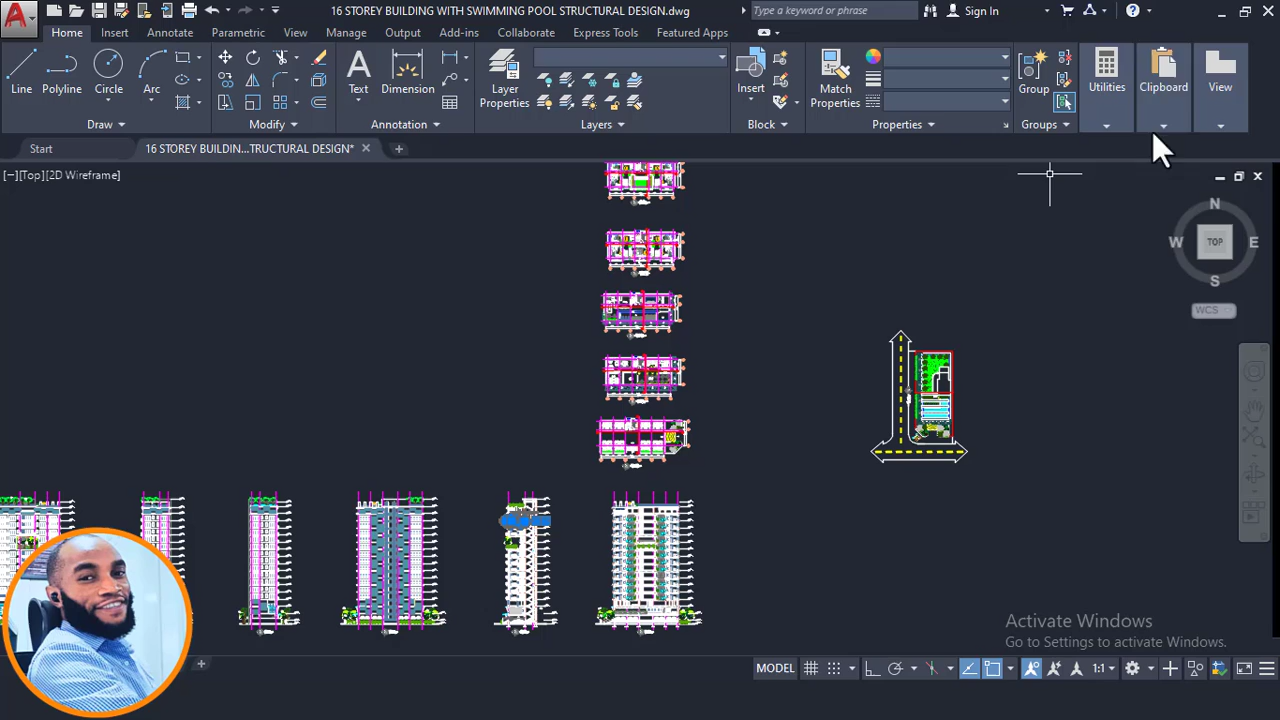 16 STOREY BUILDING WITH SWIMMING POOL STRUCTURAL DESIGN.dwg
Type a keyword or phrase
Sign In
Home Insert Annotate Parametric View Manage Output Add-ins Collaborate Express Tools Featured Apps
Line Polyline Circle Arc Text Dimension Layer Properties Insert Match Properties Group Utilities Clipboard View
Draw Modify Annotation Layers Block Properties Groups
Start
16 STOREY BUILDIN...TRUCTURAL DESIGN*
[−][Top][2D Wireframe]
N
W TOP E
S
WCS
Activate Windows
Go to Settings to activate Windows.
MODEL
1:1